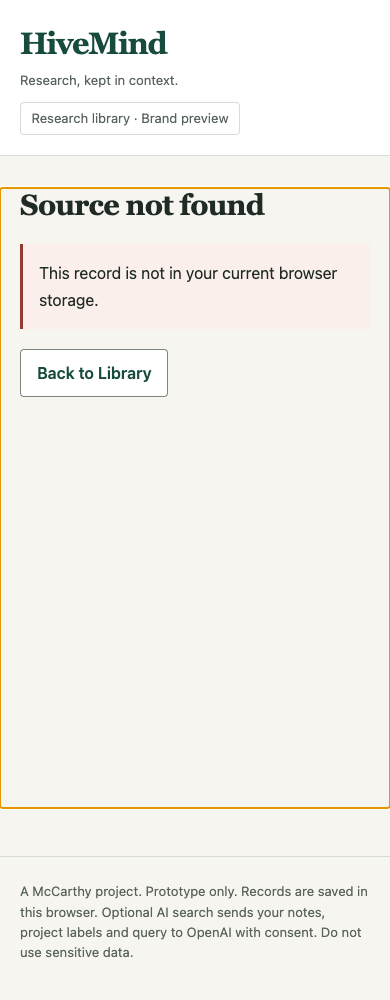 HiveMind
Research, kept in context.
Research library · Brand preview
Source not found
This record is not in your current browser
storage.
Back to Library
A McCarthy project. Prototype only. Records are saved in
this browser. Optional AI search sends your notes,
project labels and query to OpenAI with consent. Do not
use sensitive data.